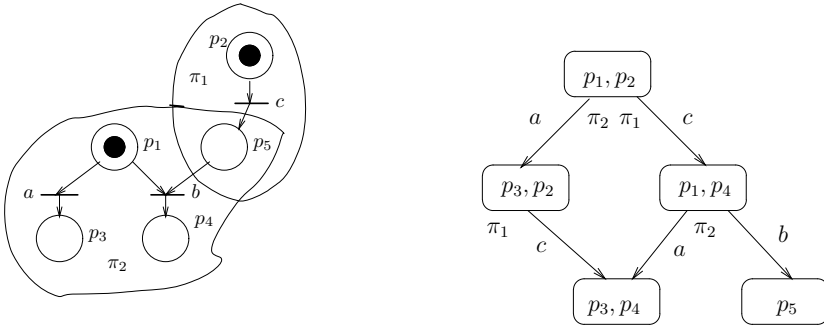 p₂
π₁
c
p₁
p₅
a
b
p₃
p₄
π₂
p₁, p₂
a
π₂ π₁
c
p₃, p₂
p₁, p₄
π₁
π₂
c
a
b
p₃, p₄
p₅